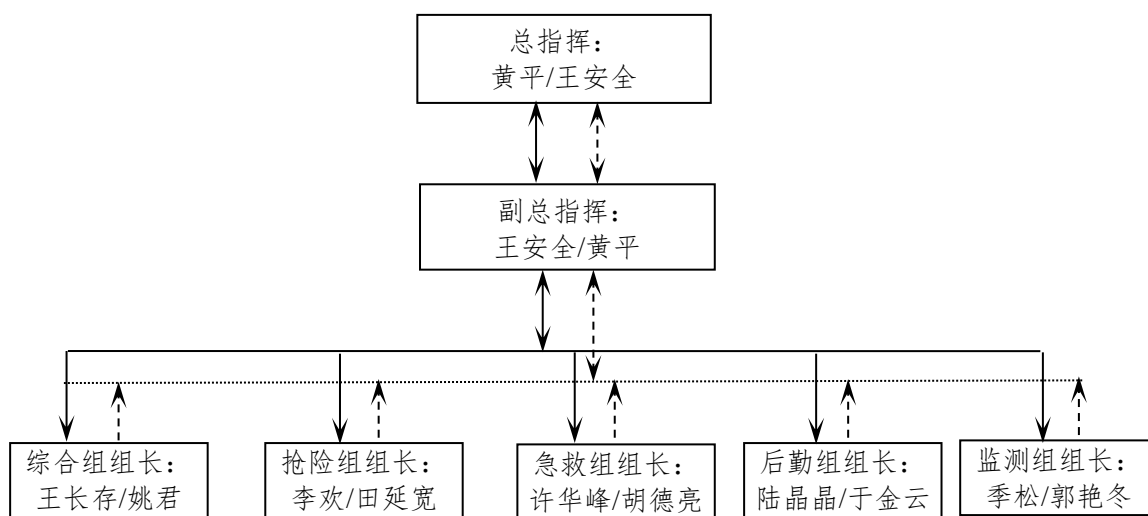 总指挥：
黄平/王安全
副总指挥：
王安全/黄平
综合组组长：
王长存/姚君
抢险组组长：
李欢/田延宽
急救组组长：
许华峰/胡德亮
后勤组组长：
陆晶晶/于金云
监测组组长：
季松/郭艳冬